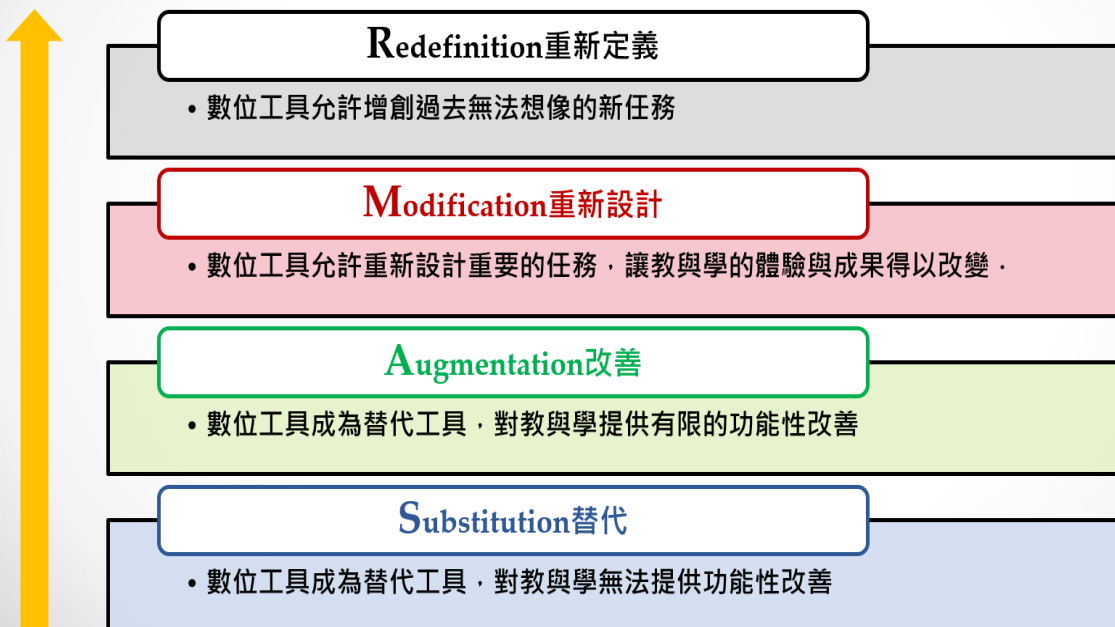 Redefinition重新定義
• 數位工具允許增創過去無法想像的新任務
Modification重新設計
• 數位工具允許重新設計重要的任務，讓教與學的體驗與成果得以改變．
Augmentation改善
• 數位工具成為替代工具，對教與學提供有限的功能性改善
Substitution替代
• 數位工具成為替代工具，對教與學無法提供功能性改善